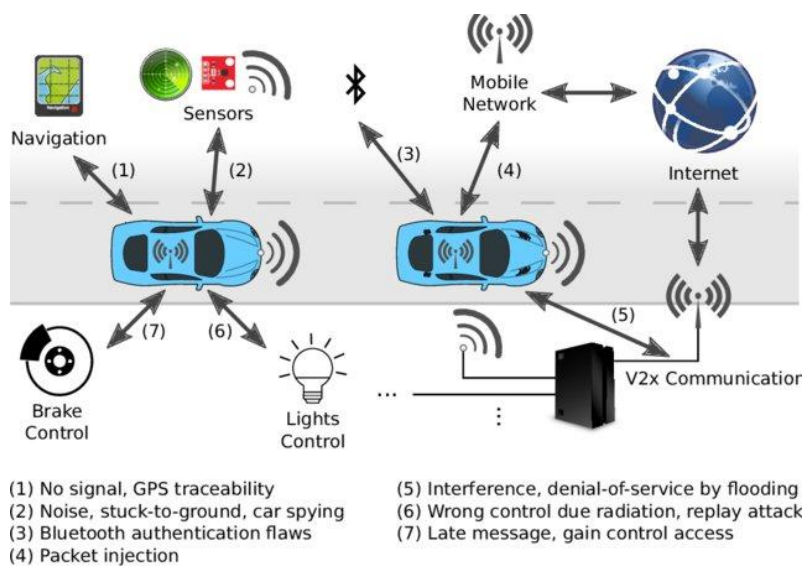 Navigation
Sensors
Mobile
Network
Internet
(1)
(2)
(3)
(4)
(5)
(7)
(6)
Brake
Control
Lights
Control
...
⋮
V2x Communication
(1) No signal, GPS traceability
(2) Noise, stuck-to-ground, car spying
(3) Bluetooth authentication flaws
(4) Packet injection
(5) Interference, denial-of-service by flooding
(6) Wrong control due radiation, replay attack
(7) Late message, gain control access